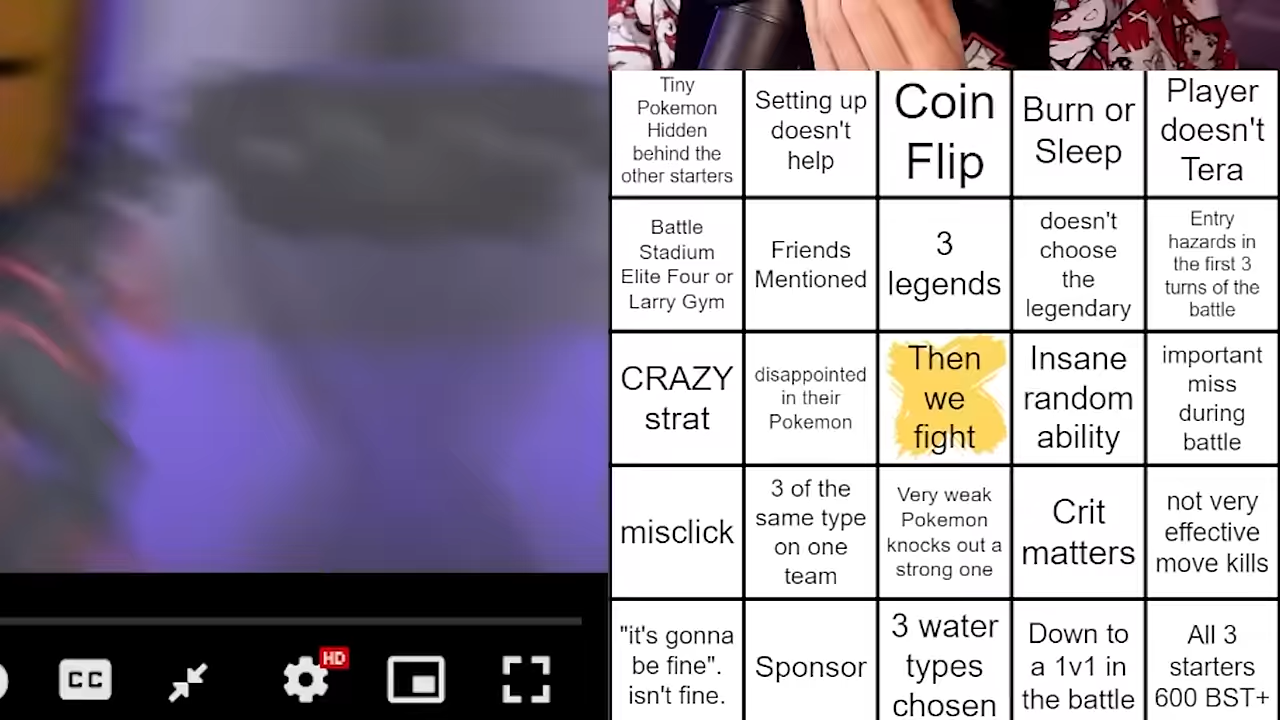 Tiny
Pokemon
Hidden
behind the
other starters
Setting up
doesn't
help
Coin
Flip
Burn or
Sleep
Player
doesn't
Tera
Battle
Stadium
Elite Four or
Larry Gym
Friends
Mentioned
3
legends
doesn't
choose
the
legendary
Entry
hazards in
the first 3
turns of the
battle
CRAZY
strat
disappointed
in their
Pokemon
Then
we
fight
Insane
random
ability
important
miss
during
battle
misclick
3 of the
same type
on one
team
Very weak
Pokemon
knocks out a
strong one
Crit
matters
not very
effective
move kills
"it's gonna
be fine".
isn't fine.
Sponsor
3 water
types
chosen
Down to
a 1v1 in
the battle
All 3
starters
600 BST+
CC
HD